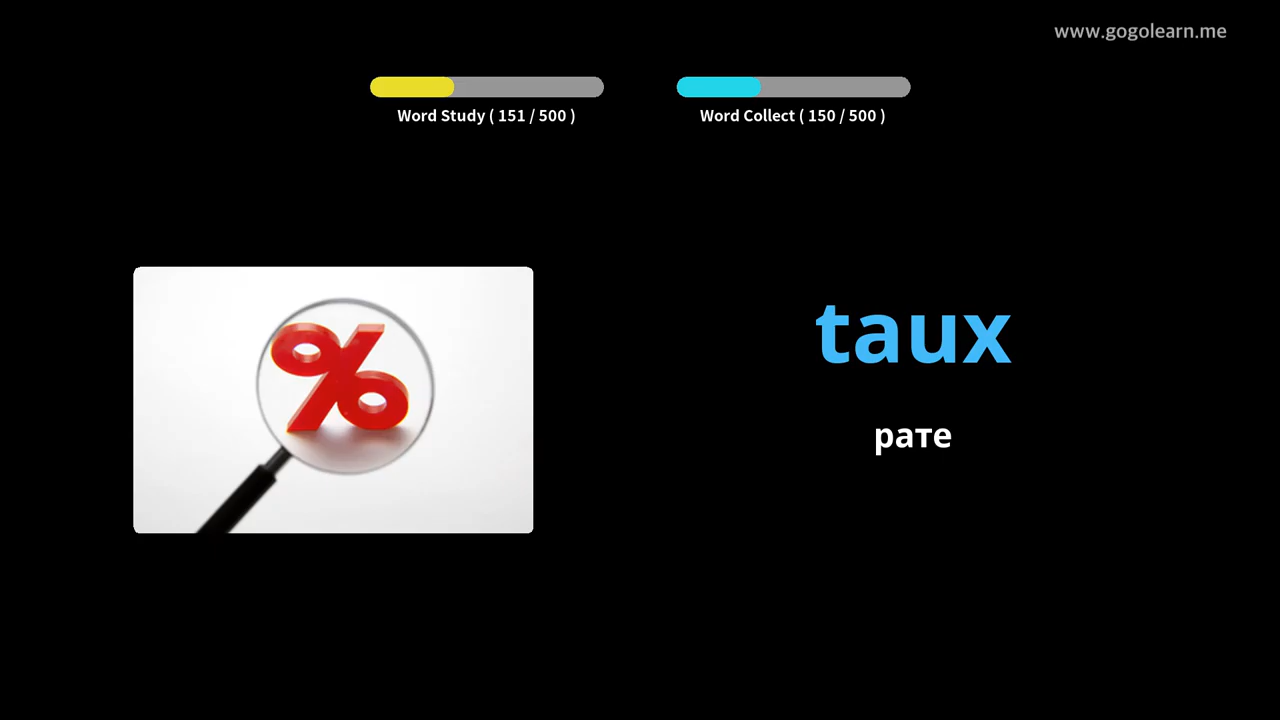 www.gogolearn.me
Word Study ( 151 / 500 )
Word Collect ( 150 / 500 )
%
taux
рате